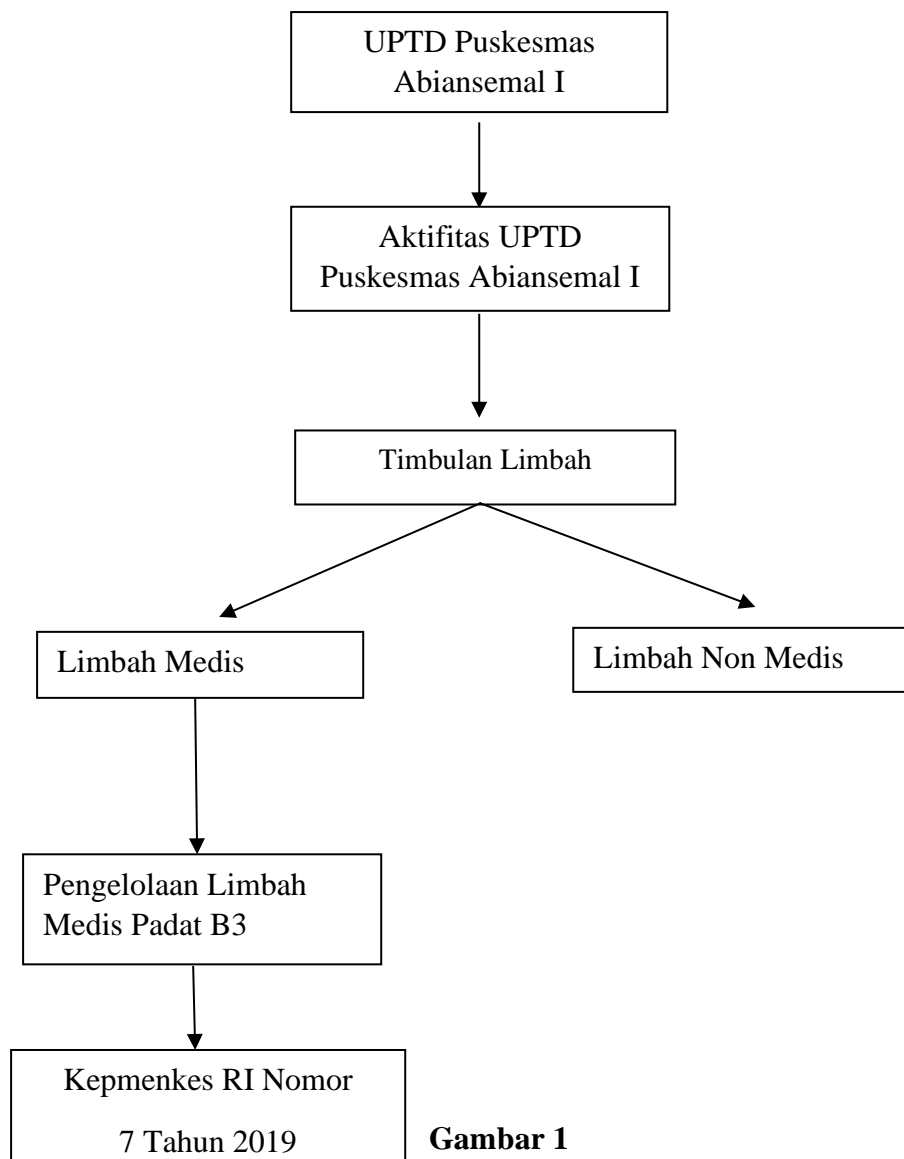 UPTD Puskesmas
Abiansemal I
Aktifitas UPTD
Puskesmas Abiansemal I
Timbulan Limbah
Limbah Medis
Limbah Non Medis
Pengelolaan Limbah
Medis Padat B3
Kepmenkes RI Nomor
7 Tahun 2019
Gambar 1